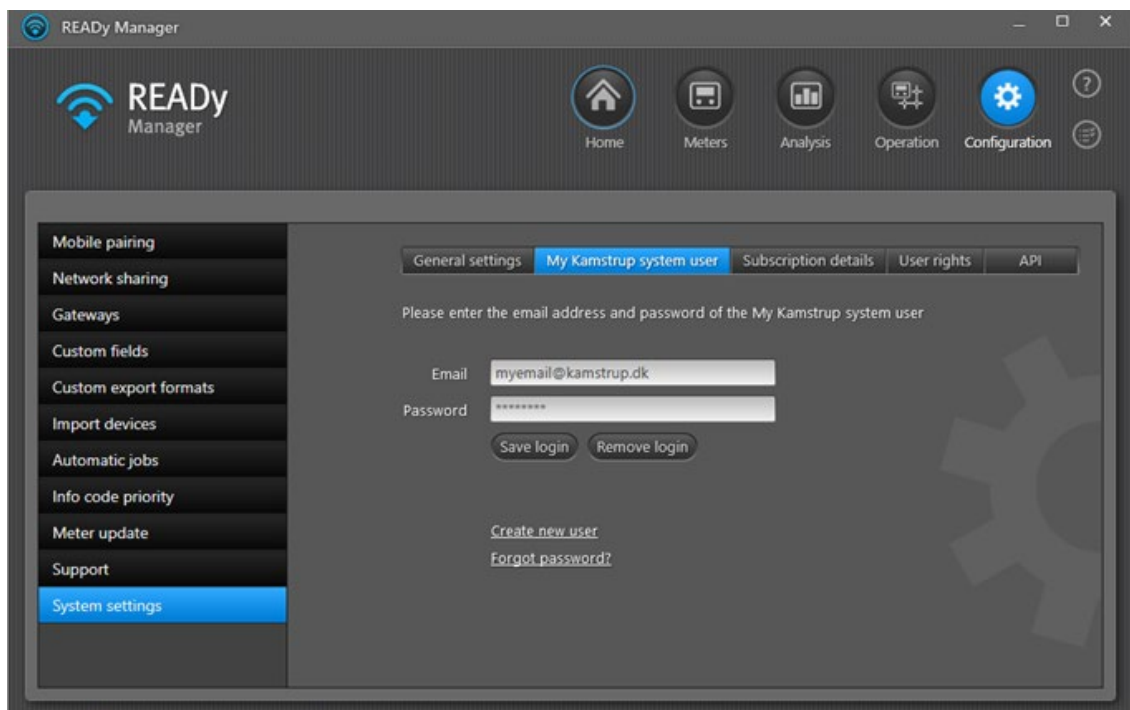 READy Manager
READy
Manager
Home Meters Analysis Operation Configuration
Mobile pairing
Network sharing
Gateways
Custom fields
Custom export formats
Import devices
Automatic jobs
Info code priority
Meter update
Support
System settings
General settings My Kamstrup system user Subscription details User rights API
Please enter the email address and password of the My Kamstrup system user
Email myemail@kamstrup.dk
Password ********
Save login Remove login
Create new user
Forgot password?